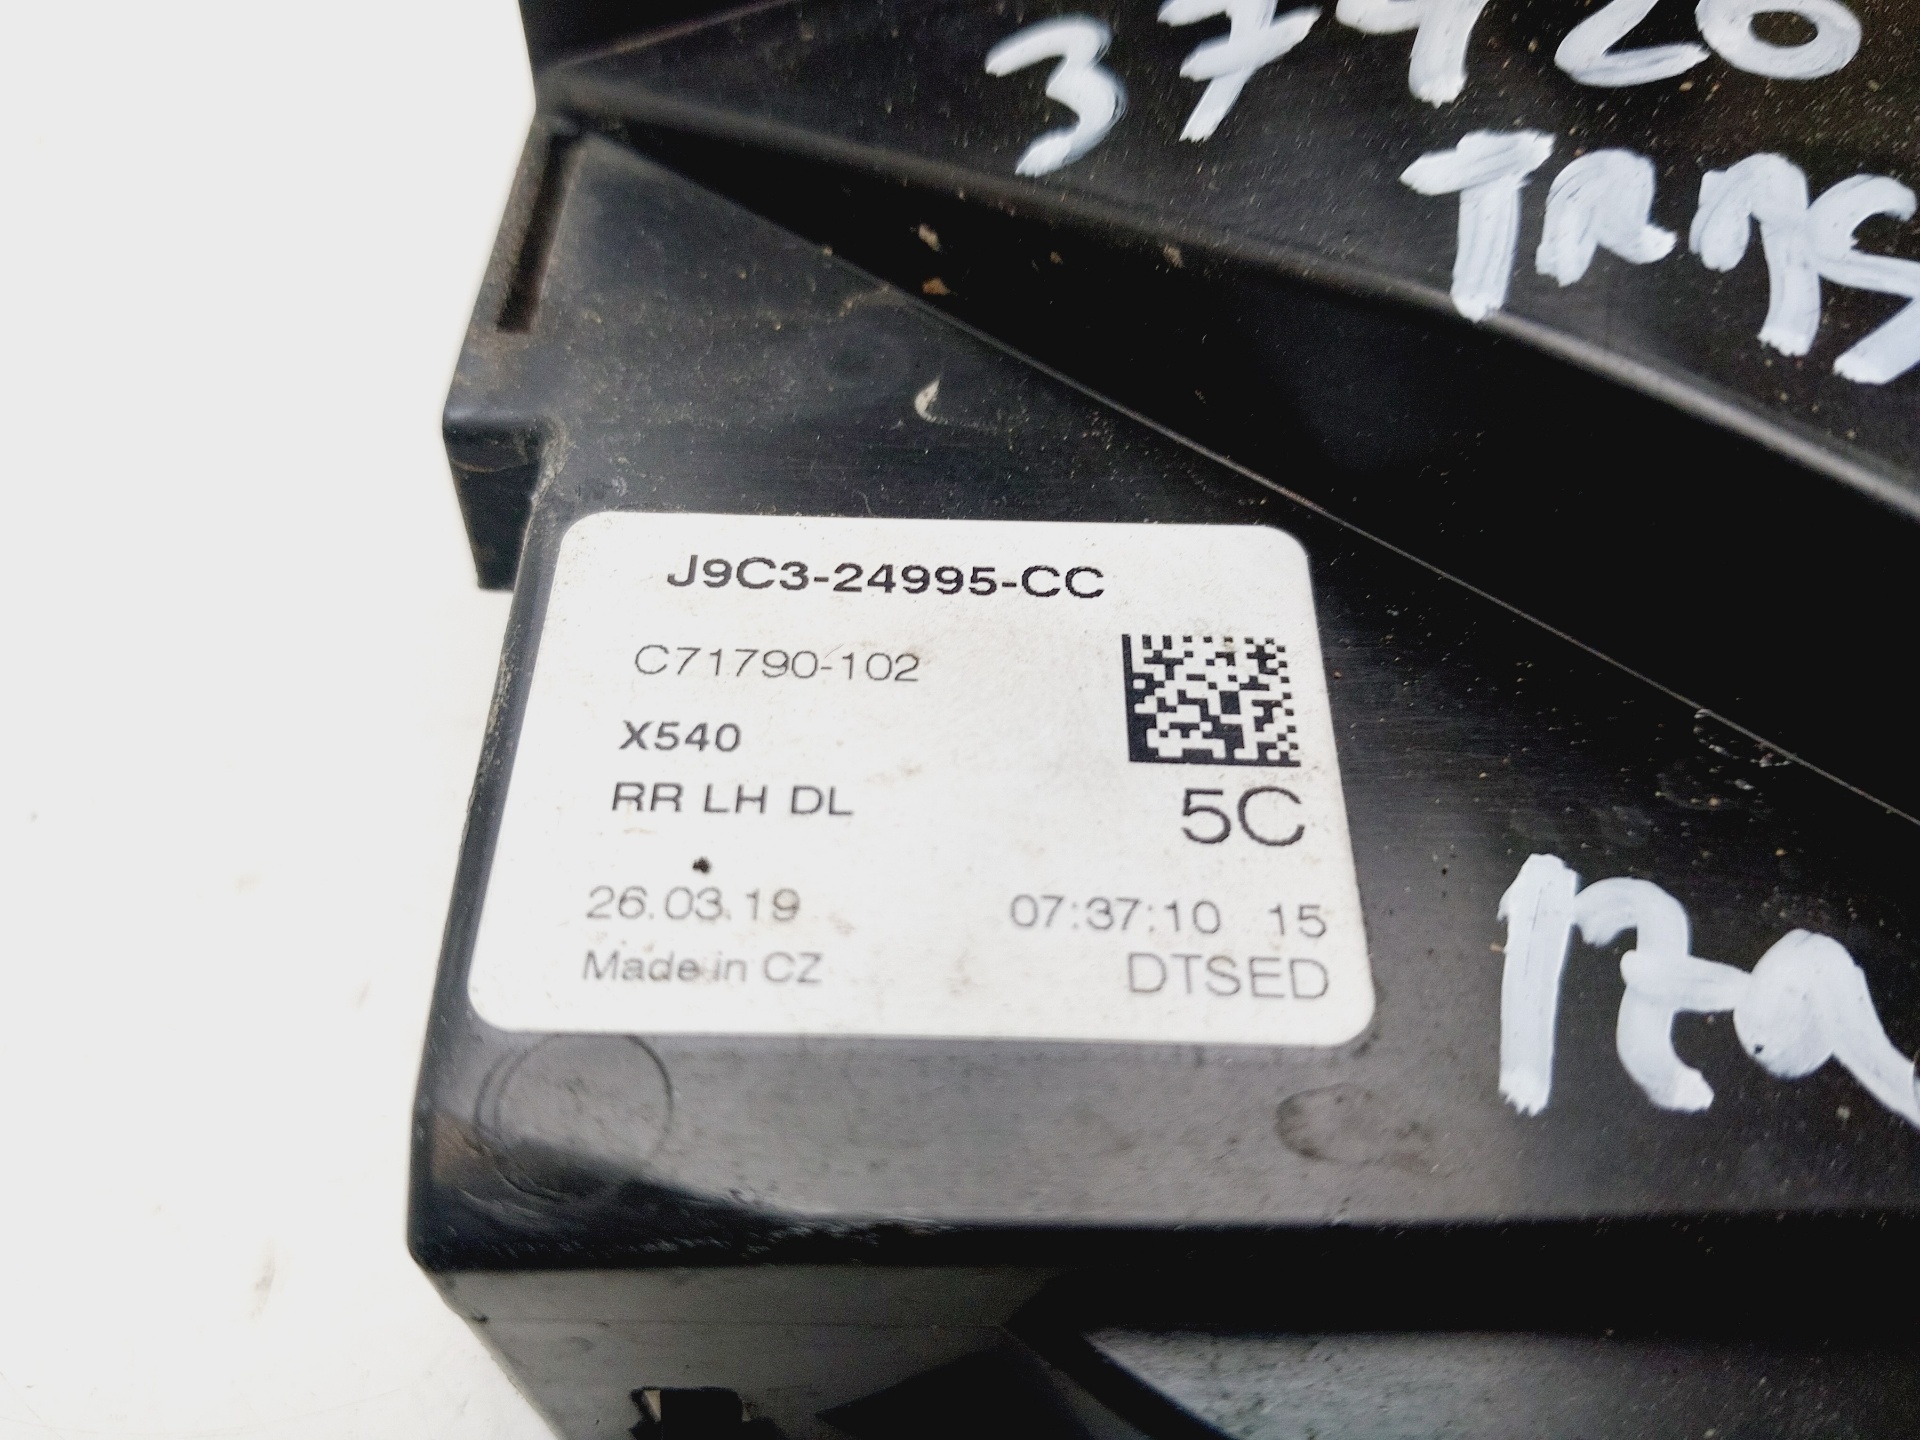 37420
J9C3-24995-CC
C71790-102
X540
RR LH DL
5C
26.03.19 07:37:10 15
Made in CZ DTSED